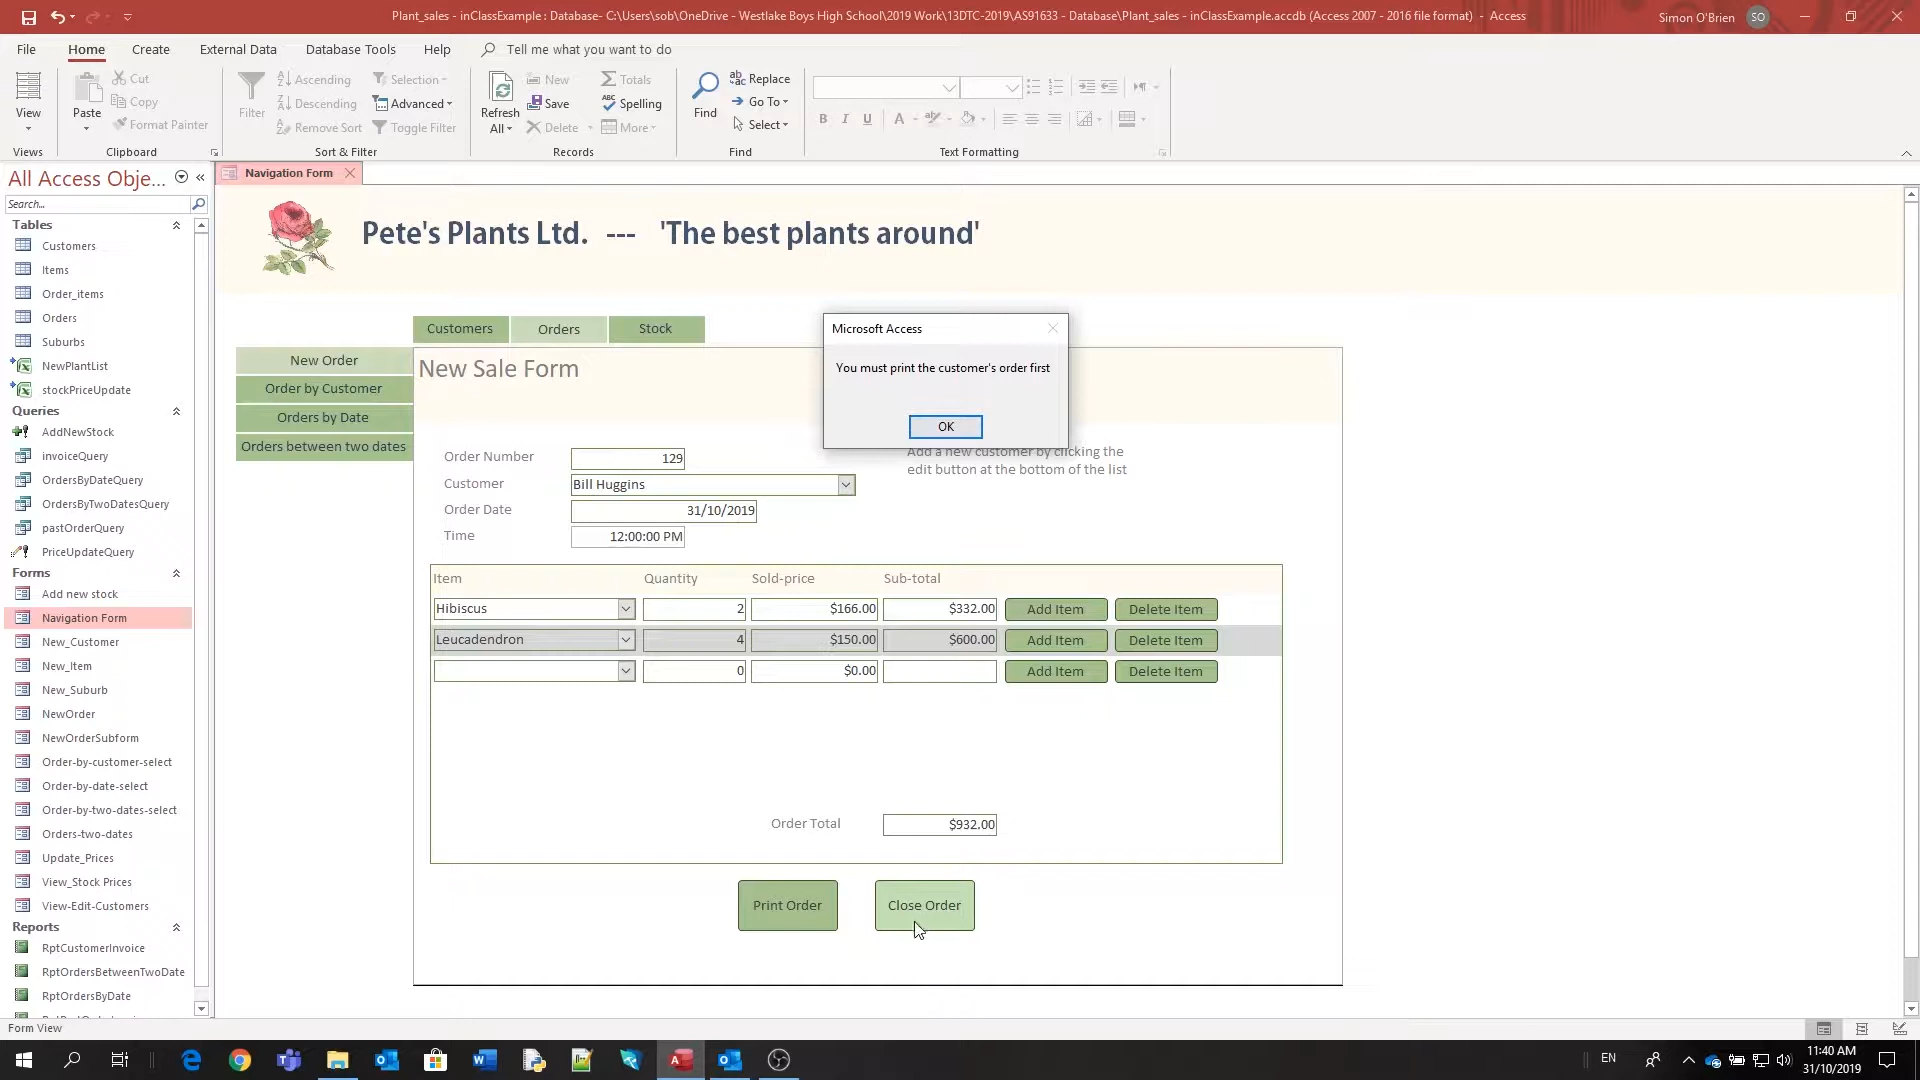 Plant_sales - inClassExample : Database- C:\Users\sob\OneDrive - Westlake Boys High School\2019 Work\13DTC-2019\AS91633 - Database\Plant_sales - inClassExample.accdb (Access 2007 - 2016 file format) - Access
Simon O'Brien SO
File Home Create External Data Database Tools Help Tell me what you want to do
View
Views
Paste
Cut
Copy
Format Painter
Clipboard
Filter
Ascending
Descending
Remove Sort
Selection
Advanced
Toggle Filter
Sort & Filter
Refresh All
New
Save
Delete
Totals
Spelling
More
Records
Find
Replace
Go To
Select
Find
B I U A
Text Formatting
All Access Obje...
Search...
Tables
Customers
Items
Order_items
Orders
Suburbs
NewPlantList
stockPriceUpdate
Queries
AddNewStock
invoiceQuery
OrdersByDateQuery
OrdersByTwoDatesQuery
pastOrderQuery
PriceUpdateQuery
Forms
Add new stock
Navigation Form
New_Customer
New_Item
New_Suburb
NewOrder
NewOrderSubform
Order-by-customer-select
Order-by-date-select
Order-by-two-dates-select
Orders-two-dates
Update_Prices
View_Stock Prices
View-Edit-Customers
Reports
RptCustomerInvoice
RptOrdersBetweenTwoDate
RptOrdersByDate
Navigation Form
Pete's Plants Ltd. --- 'The best plants around'
Customers Orders Stock
New Order
Order by Customer
Orders by Date
Orders between two dates
New Sale Form
Microsoft Access
You must print the customer's order first
OK
Add a new customer by clicking the
edit button at the bottom of the list
Order Number 129
Customer Bill Huggins
Order Date 31/10/2019
Time 12:00:00 PM
Item Quantity Sold-price Sub-total
Hibiscus 2 $166.00 $332.00 Add Item Delete Item
Leucadendron 4 $150.00 $600.00 Add Item Delete Item
0 $0.00 Add Item Delete Item
Order Total $932.00
Print Order Close Order
Form View
EN
11:40 AM
31/10/2019